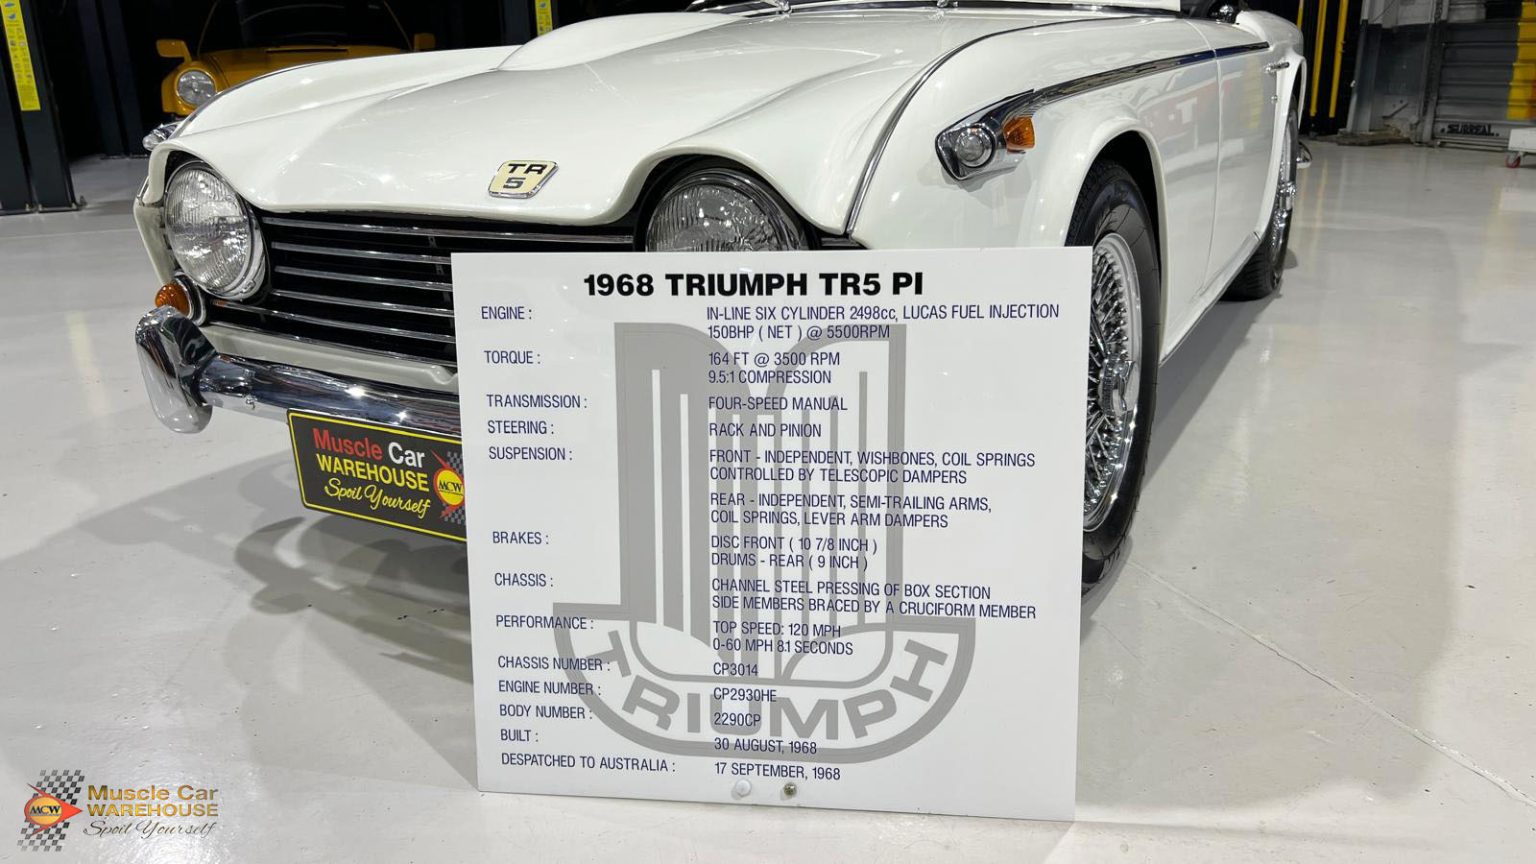 TR
5
1968 TRIUMPH TR5 PI
ENGINE : IN-LINE SIX CYLINDER 2498cc, LUCAS FUEL INJECTION
150BHP ( NET ) @ 5500RPM
TORQUE : 164 FT @ 3500 RPM
9.5:1 COMPRESSION
TRANSMISSION : FOUR-SPEED MANUAL
STEERING : RACK AND PINION
SUSPENSION : FRONT - INDEPENDENT, WISHBONES, COIL SPRINGS
CONTROLLED BY TELESCOPIC DAMPERS
REAR - INDEPENDENT, SEMI-TRAILING ARMS,
COIL SPRINGS, LEVER ARM DAMPERS
BRAKES : DISC FRONT ( 10 7/8 INCH )
DRUMS - REAR ( 9 INCH )
CHASSIS : CHANNEL STEEL PRESSING OF BOX SECTION
SIDE MEMBERS BRACED BY A CRUCIFORM MEMBER
PERFORMANCE : TOP SPEED: 120 MPH
0-60 MPH 8.1 SECONDS
CHASSIS NUMBER : CP3014
ENGINE NUMBER : CP2930HE
BODY NUMBER : 2290CP
BUILT : 30 AUGUST, 1968
DESPATCHED TO AUSTRALIA : 17 SEPTEMBER, 1968
TRIUMPH
Muscle Car
WAREHOUSE
Spoil Yourself
MCW
SURREAL
Muscle Car
WAREHOUSE
Spoil Yourself
MCW